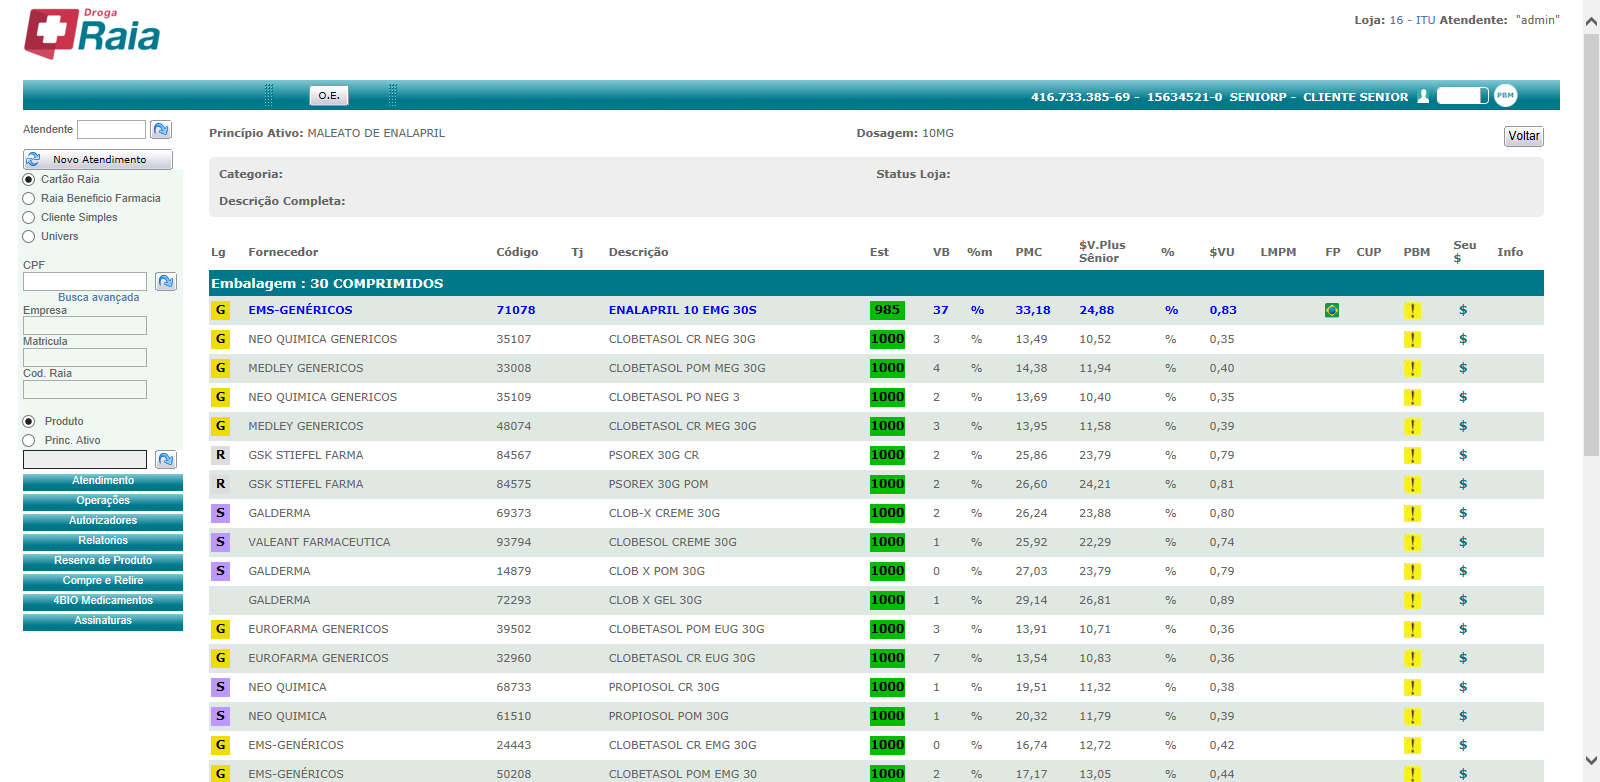 Droga
Raia
Loja: 16 - ITU Atendente: "admin"
O.E.
416.733.385-69 - 15634521-0 SENIORP - CLIENTE SENIOR PBM
Atendente
Novo Atendimento
Cartão Raia
Raia Beneficio Farmacia
Cliente Simples
Univers
CPF
Busca avançada
Empresa
Matricula
Cod. Raia
Produto
Princ. Ativo
Atendimento
Operações
Autorizadores
Relatorios
Reserva de Produto
Compre e Retire
4BIO Medicamentos
Assinaturas
Princípio Ativo: MALEATO DE ENALAPRIL Dosagem: 10MG Voltar
Categoria: Status Loja:
Descrição Completa:
Lg Fornecedor Código Tj Descrição Est VB %m PMC $V.Plus Sênior % $VU LMPM FP CUP PBM Seu $ Info
Embalagem : 30 COMPRIMIDOS
G EMS-GENÉRICOS 71078 ENALAPRIL 10 EMG 30S 985 37 % 33,18 24,88 % 0,83 ! $
G NEO QUIMICA GENERICOS 35107 CLOBETASOL CR NEG 30G 1000 3 % 13,49 10,52 % 0,35 ! $
G MEDLEY GENERICOS 33008 CLOBETASOL POM MEG 30G 1000 4 % 14,38 11,94 % 0,40 ! $
G NEO QUIMICA GENERICOS 35109 CLOBETASOL PO NEG 3 1000 2 % 13,69 10,40 % 0,35 ! $
G MEDLEY GENERICOS 48074 CLOBETASOL CR MEG 30G 1000 3 % 13,95 11,58 % 0,39 ! $
R GSK STIEFEL FARMA 84567 PSOREX 30G CR 1000 2 % 25,86 23,79 % 0,79 ! $
R GSK STIEFEL FARMA 84575 PSOREX 30G POM 1000 2 % 26,60 24,21 % 0,81 ! $
S GALDERMA 69373 CLOB-X CREME 30G 1000 2 % 26,24 23,88 % 0,80 ! $
S VALEANT FARMACEUTICA 93794 CLOBESOL CREME 30G 1000 1 % 25,92 22,29 % 0,74 ! $
S GALDERMA 14879 CLOB X POM 30G 1000 0 % 27,03 23,79 % 0,79 ! $
GALDERMA 72293 CLOB X GEL 30G 1000 1 % 29,14 26,81 % 0,89 ! $
G EUROFARMA GENERICOS 39502 CLOBETASOL POM EUG 30G 1000 3 % 13,91 10,71 % 0,36 ! $
G EUROFARMA GENERICOS 32960 CLOBETASOL CR EUG 30G 1000 7 % 13,54 10,83 % 0,36 ! $
S NEO QUIMICA 68733 PROPIOSOL CR 30G 1000 1 % 19,51 11,32 % 0,38 ! $
S NEO QUIMICA 61510 PROPIOSOL POM 30G 1000 1 % 20,32 11,79 % 0,39 ! $
G EMS-GENÉRICOS 24443 CLOBETASOL CR EMG 30G 1000 0 % 16,74 12,72 % 0,42 ! $
G EMS-GENÉRICOS 50208 CLOBETASOL POM EMG 30 1000 2 % 17,17 13,05 % 0,44 ! $